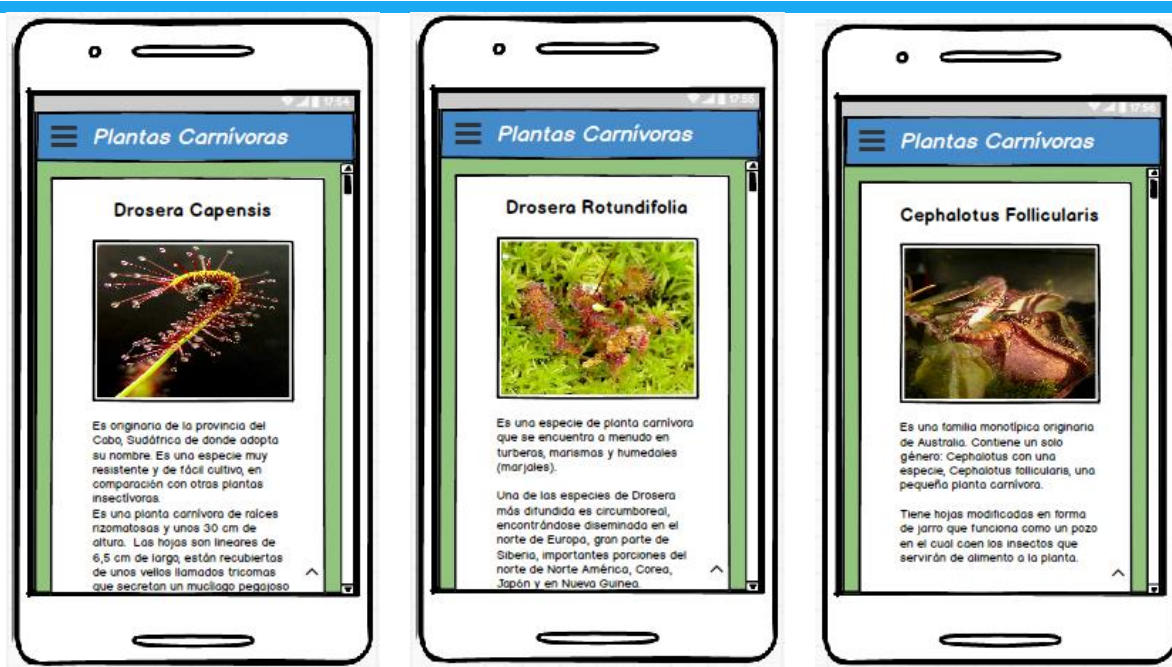 17:54
Plantas Carnívoras
Drosera Capensis
Es originaria de la provincia del
Cabo, Sudáfrica de donde adopta
su nombre. Es una especie muy
resistente y de fácil cultivo, en
comparación con otras plantas
insectívoras.
Es una planta carnívora de raíces
rizomatosas y unos 30 cm de
altura. Las hojas son lineares de
6,5 cm de largo, están recubiertas
de unos vellos llamados tricomas
que secretan un mucílago pegajoso
17:55
Plantas Carnívoras
Drosera Rotundifolia
Es una especie de planta carnívora
que se encuentra a menudo en
turberas, marismas y humedales
(marjales).
Una de las especies de Drosera
más difundida es circumboreal,
encontrándose diseminada en el
norte de Europa, gran parte de
Siberia, importantes porciones del
norte de Norte América, Corea,
Japón y en Nueva Guinea.
17:56
Plantas Carnívoras
Cephalotus Follicularis
Es una familia monotípica originaria
de Australia. Contiene un solo
género: Cephalotus con una
especie, Cephalotus follicularis, una
pequeña planta carnívora.
Tiene hojas modificadas en forma
de jarro que funciona como un pozo
en el cual caen los insectos que
servirán de alimento a la planta.